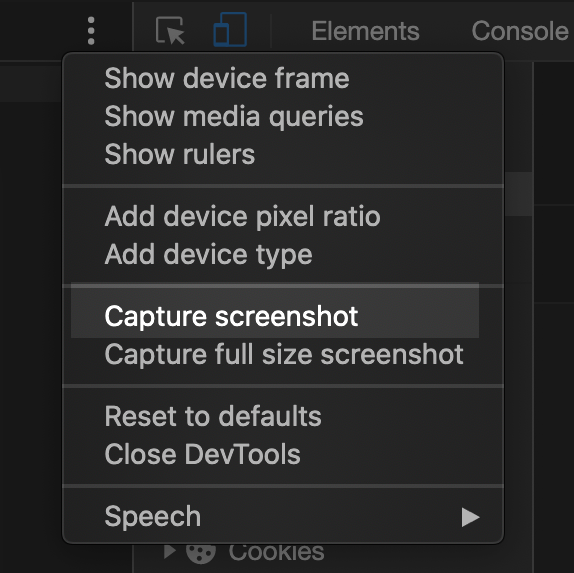 Elements Console
Show device frame
Show media queries
Show rulers
Add device pixel ratio
Add device type
Capture screenshot
Capture full size screenshot
Reset to defaults
Close DevTools
Speech
Cookies